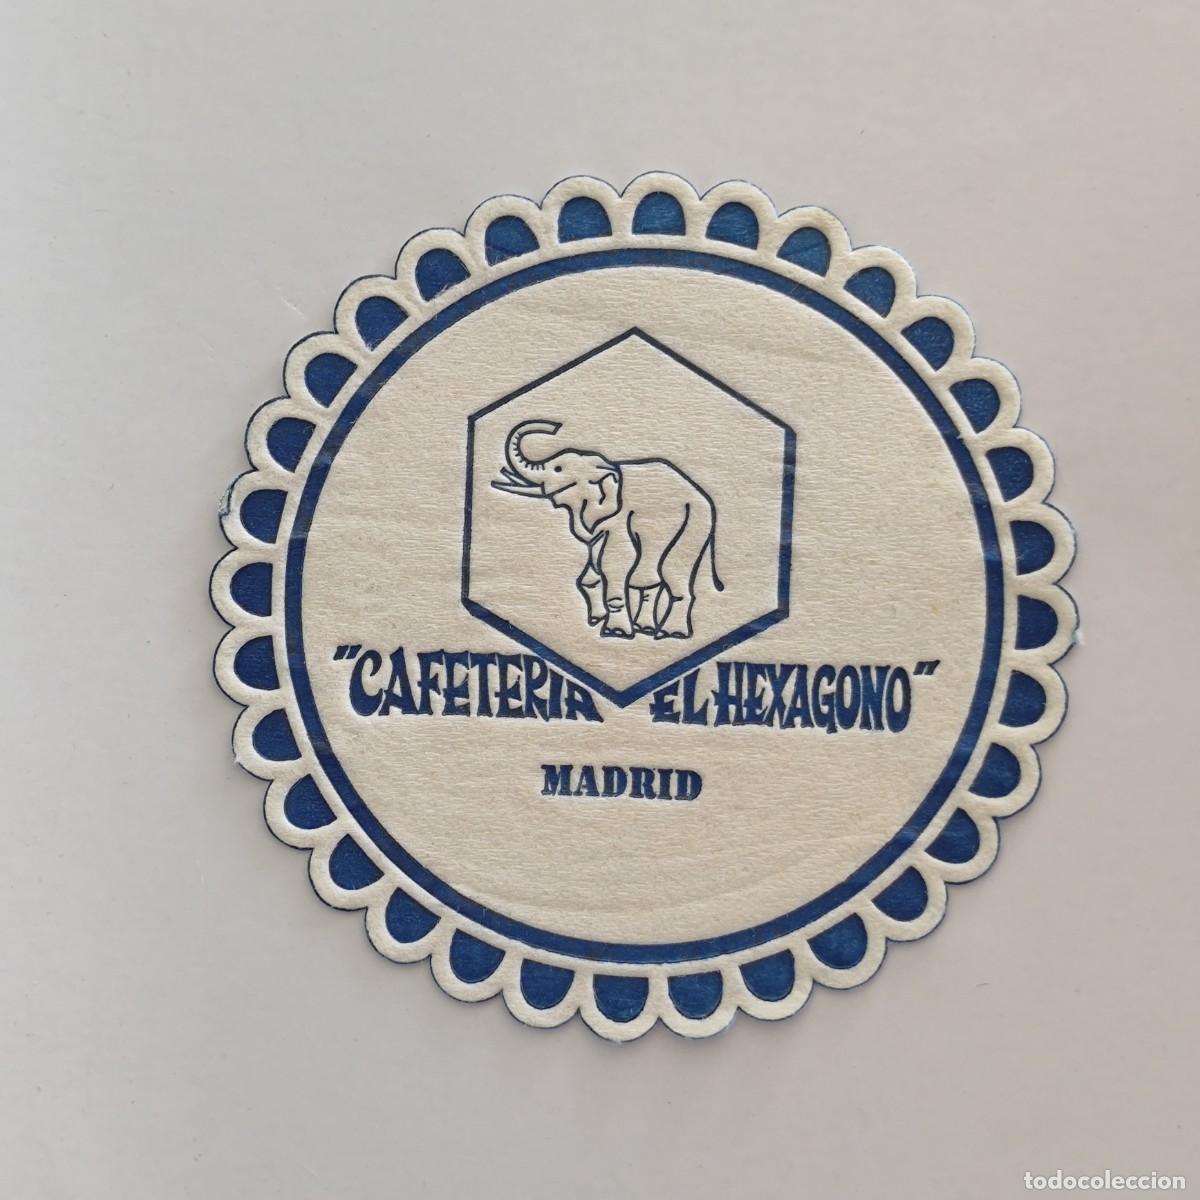 "CAFETERIA EL HEXAGONO"
MADRID
todocoleccion